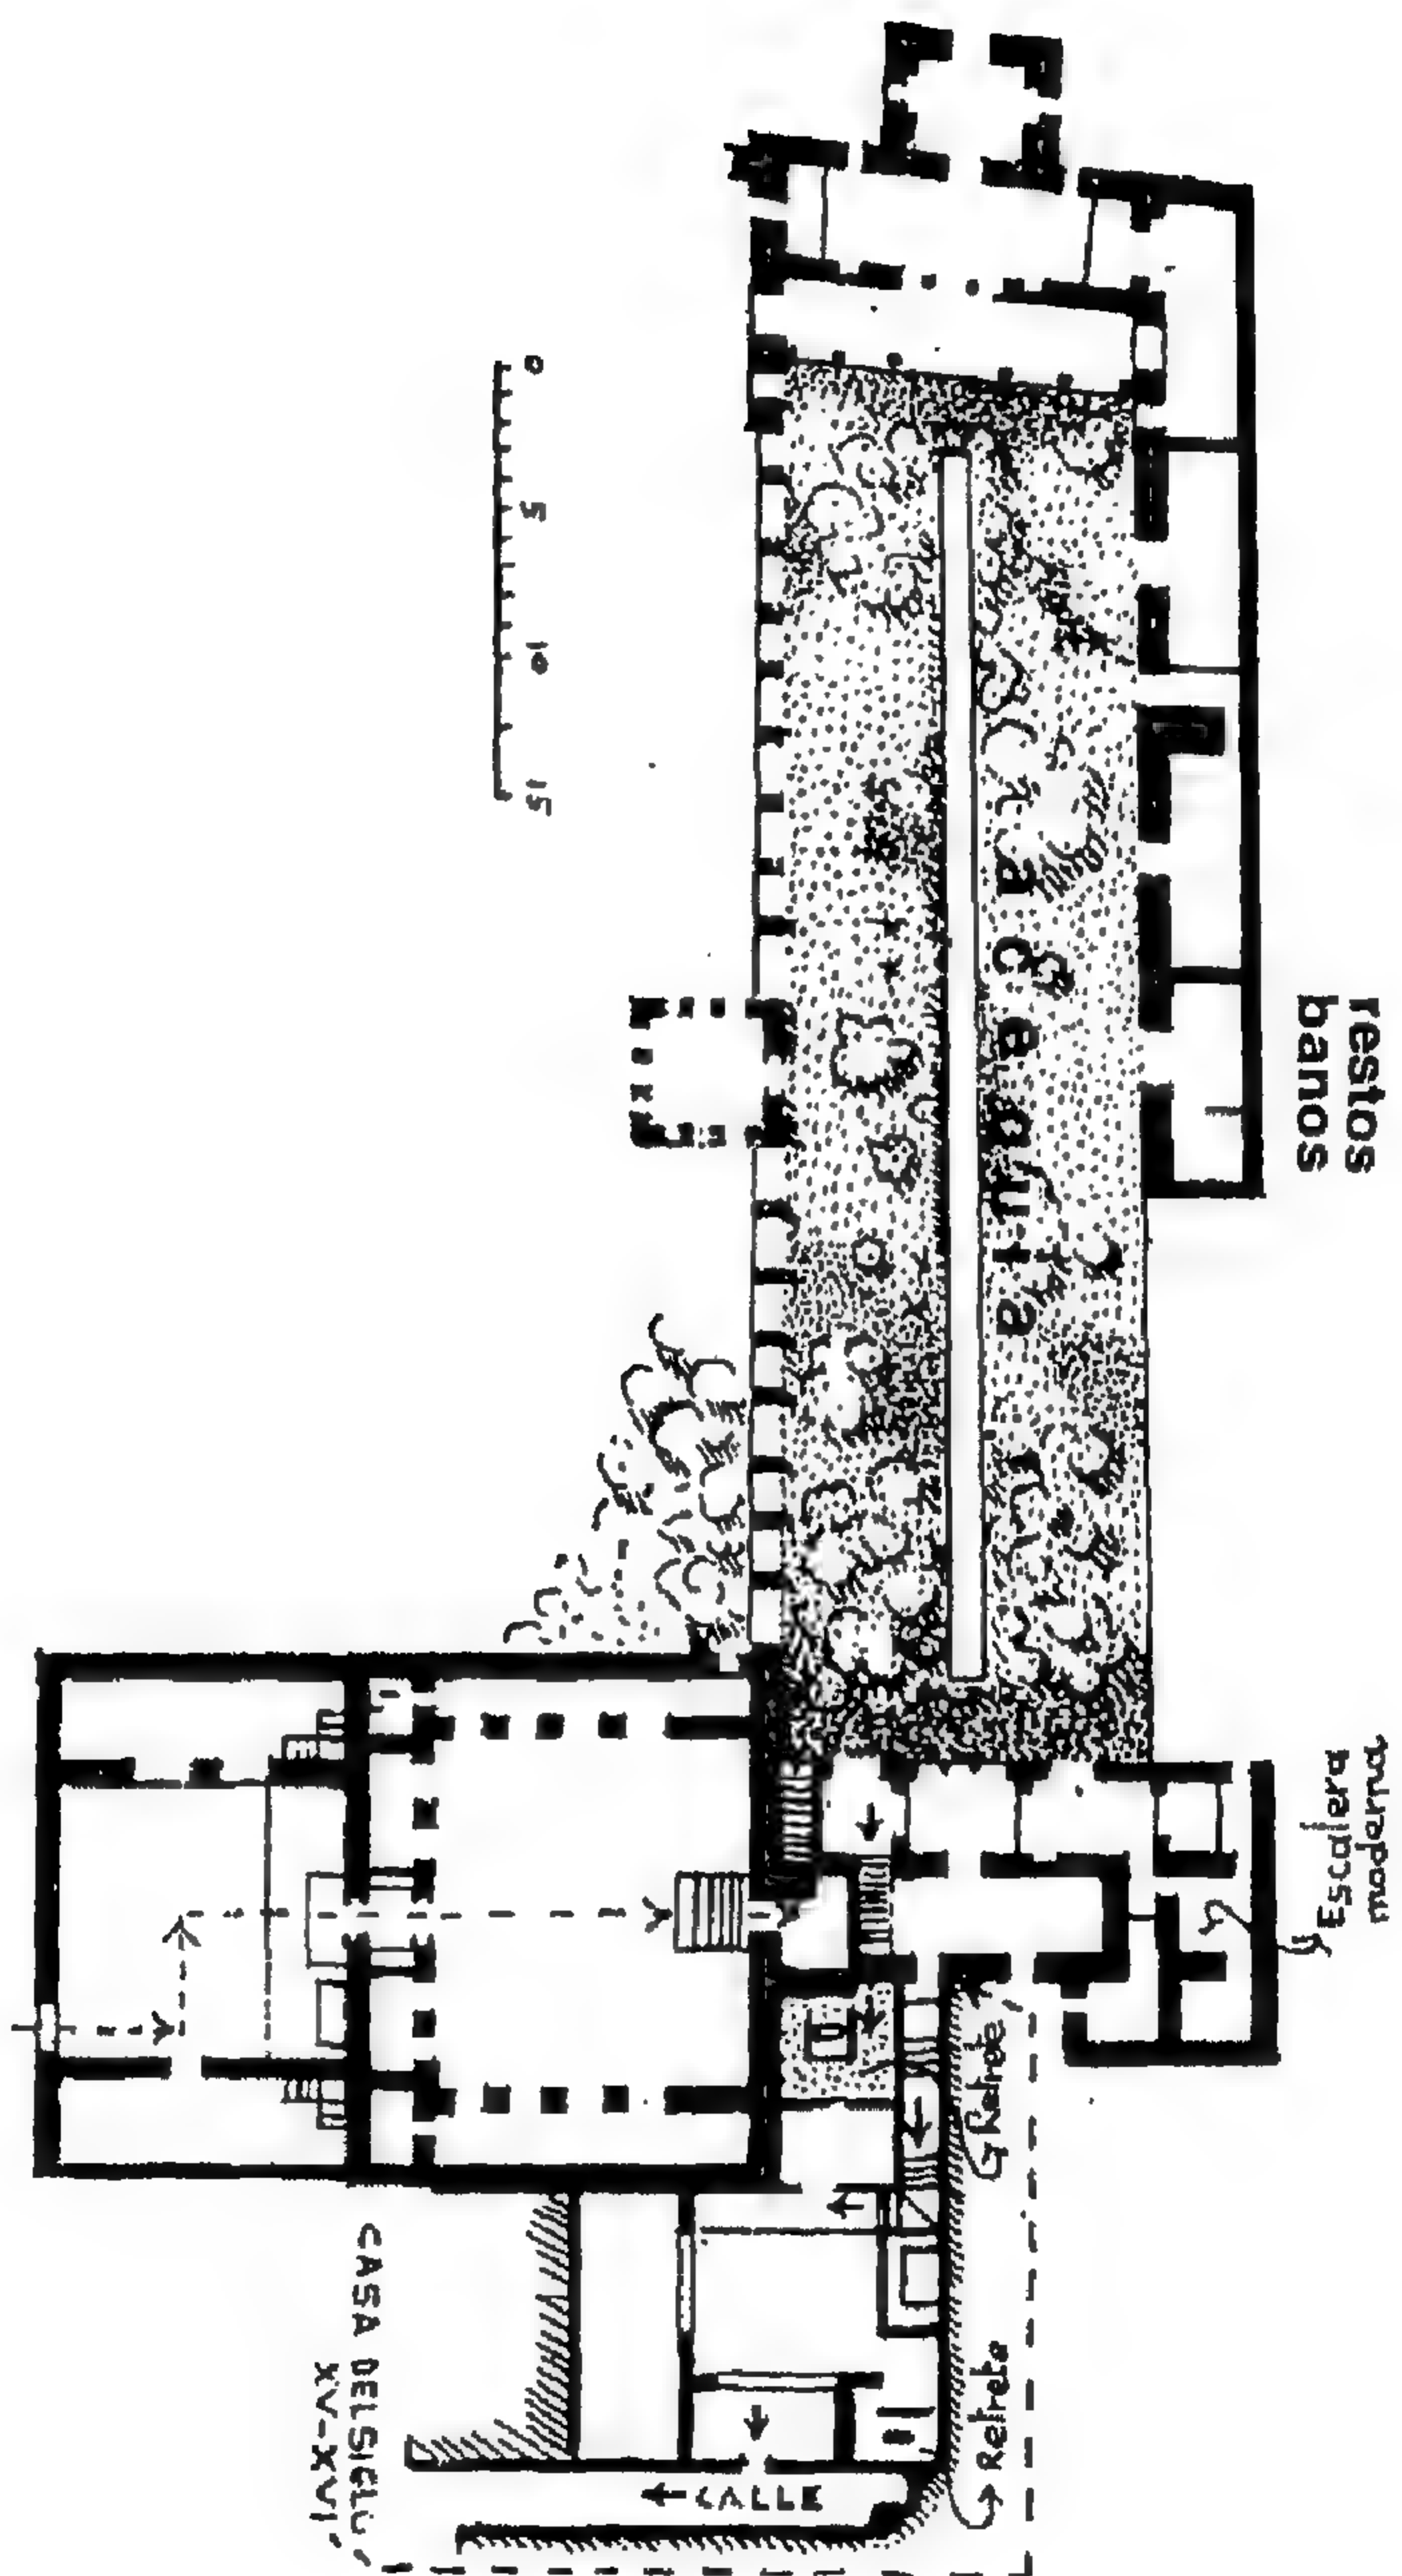 0
5
10
15
acequia
restos
banos
Escalera
moderna
Retrete
Retrete
CASA DEL SIGLO
XV-XVI
CALLE